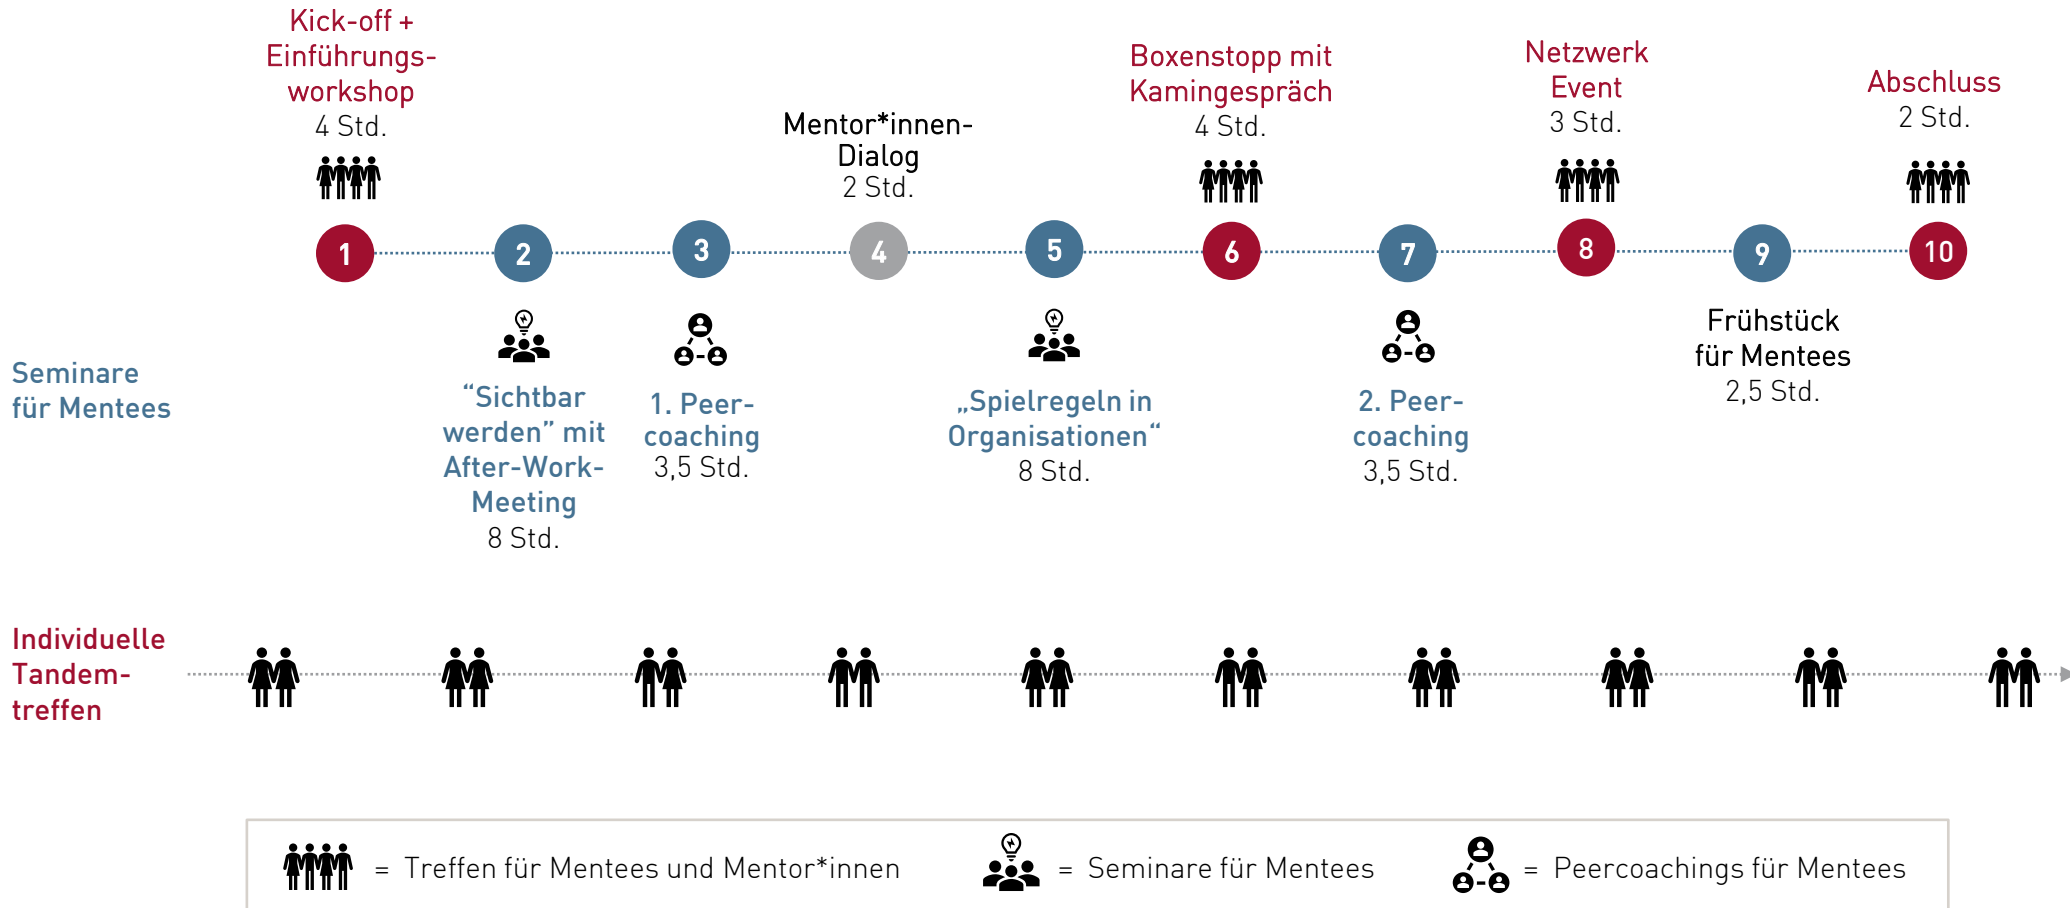 Kick-off +
Einführungs-
workshop
4 Std.
Mentor*innen-
Dialog
2 Std.
Boxenstopp mit
Kamingespräch
4 Std.
Netzwerk
Event
3 Std.
Abschluss
2 Std.
1
2
3
4
5
6
7
8
9
10
Seminare
für Mentees
“Sichtbar
werden” mit
After-Work-
Meeting
8 Std.
1. Peer-
coaching
3,5 Std.
„Spielregeln in
Organisationen“
8 Std.
2. Peer-
coaching
3,5 Std.
Frühstück
für Mentees
2,5 Std.
Individuelle
Tandem-
treffen
= Treffen für Mentees und Mentor*innen
= Seminare für Mentees
= Peercoachings für Mentees